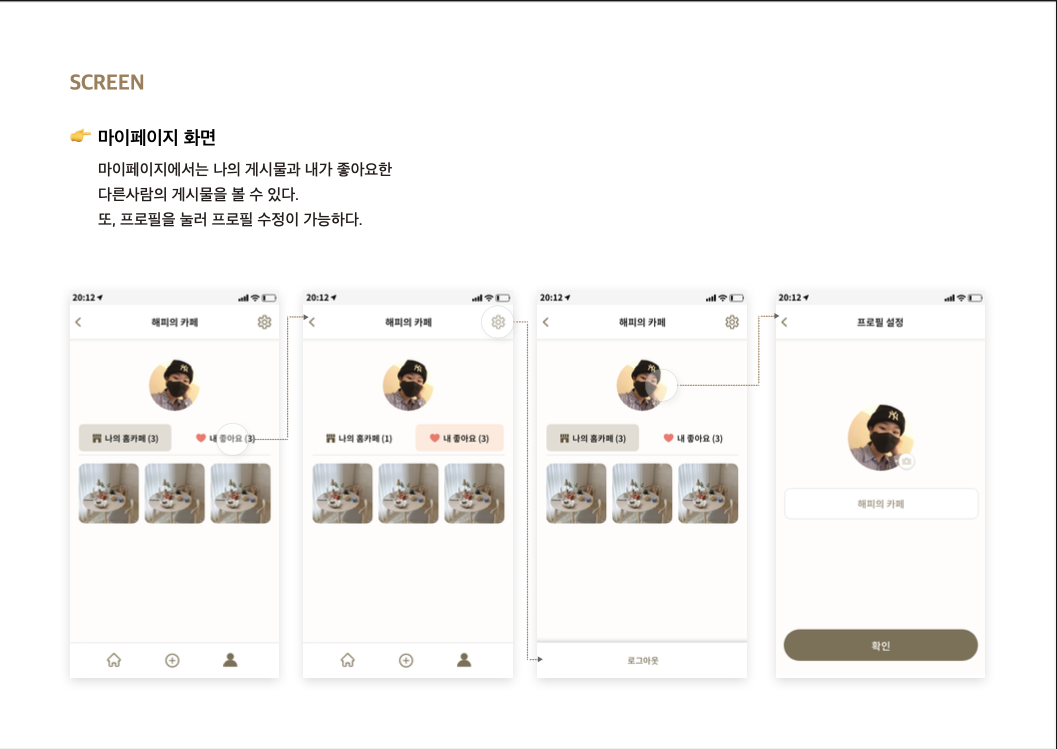 SCREEN
👉 마이페이지 화면
마이페이지에서는 나의 게시물과 내가 좋아요한
다른사람의 게시물을 볼 수 있다.
또, 프로필을 눌러 프로필 수정이 가능하다.
20:12
해피의 카페
나의 홈카페 (3)
내 좋아요 (3)
20:12
해피의 카페
나의 홈카페 (1)
내 좋아요 (3)
20:12
해피의 카페
나의 홈카페 (3)
내 좋아요 (3)
로그아웃
20:12
프로필 설정
해피의 카페
확인